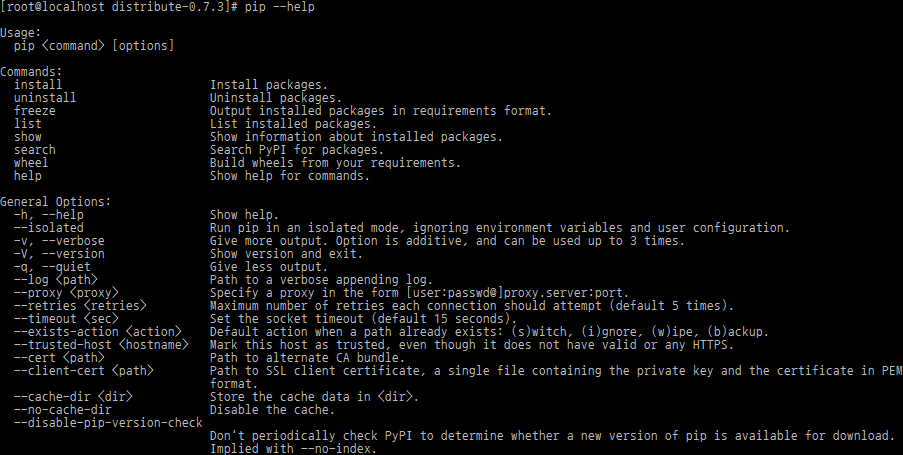 [root@localhost distribute-0.7.3]# pip --help

Usage:
  pip <command> [options]

Commands:
  install                     Install packages.
  uninstall                   Uninstall packages.
  freeze                      Output installed packages in requirements format.
  list                        List installed packages.
  show                        Show information about installed packages.
  search                      Search PyPI for packages.
  wheel                       Build wheels from your requirements.
  help                        Show help for commands.

General Options:
  -h, --help                  Show help.
  --isolated                  Run pip in an isolated mode, ignoring environment variables and user configuration.
  -v, --verbose               Give more output. Option is additive, and can be used up to 3 times.
  -V, --version               Show version and exit.
  -q, --quiet                 Give less output.
  --log <path>                Path to a verbose appending log.
  --proxy <proxy>             Specify a proxy in the form [user:passwd@]proxy.server:port.
  --retries <retries>         Maximum number of retries each connection should attempt (default 5 times).
  --timeout <sec>             Set the socket timeout (default 15 seconds).
  --exists-action <action>    Default action when a path already exists: (s)witch, (i)gnore, (w)ipe, (b)ackup.
  --trusted-host <hostname>   Mark this host as trusted, even though it does not have valid or any HTTPS.
  --cert <path>               Path to alternate CA bundle.
  --client-cert <path>        Path to SSL client certificate, a single file containing the private key and the certificate in PEM
                              format.
  --cache-dir <dir>           Store the cache data in <dir>.
  --no-cache-dir              Disable the cache.
  --disable-pip-version-check
                              Don't periodically check PyPI to determine whether a new version of pip is available for download.
                              Implied with --no-index.